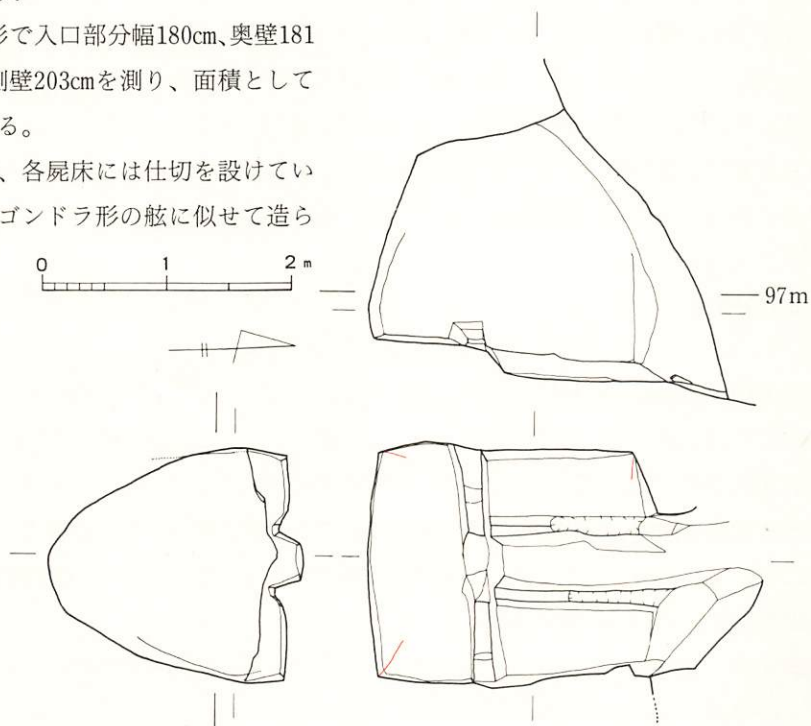 形で入口部分幅180cm、奥壁181
側壁203cmを測り、面積として
る。
、各屍床には仕切を設けてい
ゴンドラ形の舷に似せて造ら
0 1 2 m
97m